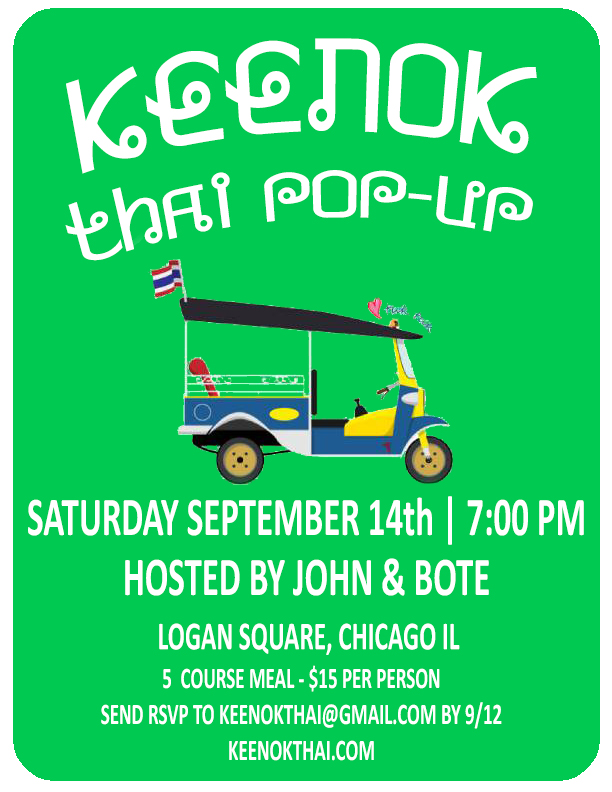 KEENOK
thai POP-UP
SATURDAY SEPTEMBER 14th | 7:00 PM
HOSTED BY JOHN & BOTE
LOGAN SQUARE, CHICAGO IL
5 COURSE MEAL - $15 PER PERSON
SEND RSVP TO KEENOKTHAI@GMAIL.COM BY 9/12
KEENOKTHAI.COM